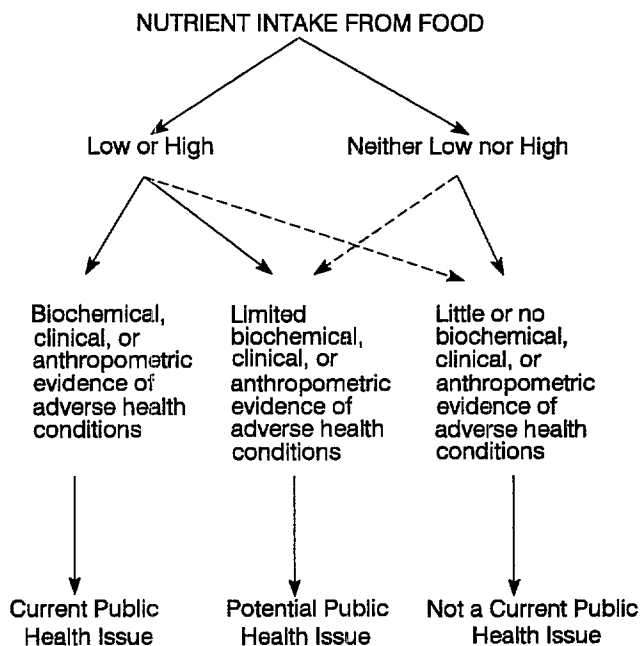 NUTRIENT INTAKE FROM FOOD
Low or High
Neither Low nor High
Biochemical,
clinical, or
anthropometric
evidence of
adverse health
conditions
Limited
biochemical,
clinical, or
anthropometric
evidence of
adverse health
conditions
Little or no
biochemical,
clinical, or
anthropometric
evidence of
adverse health
conditions
Current Public
Health Issue
Potential Public
Health Issue
Not a Current Public
Health Issue